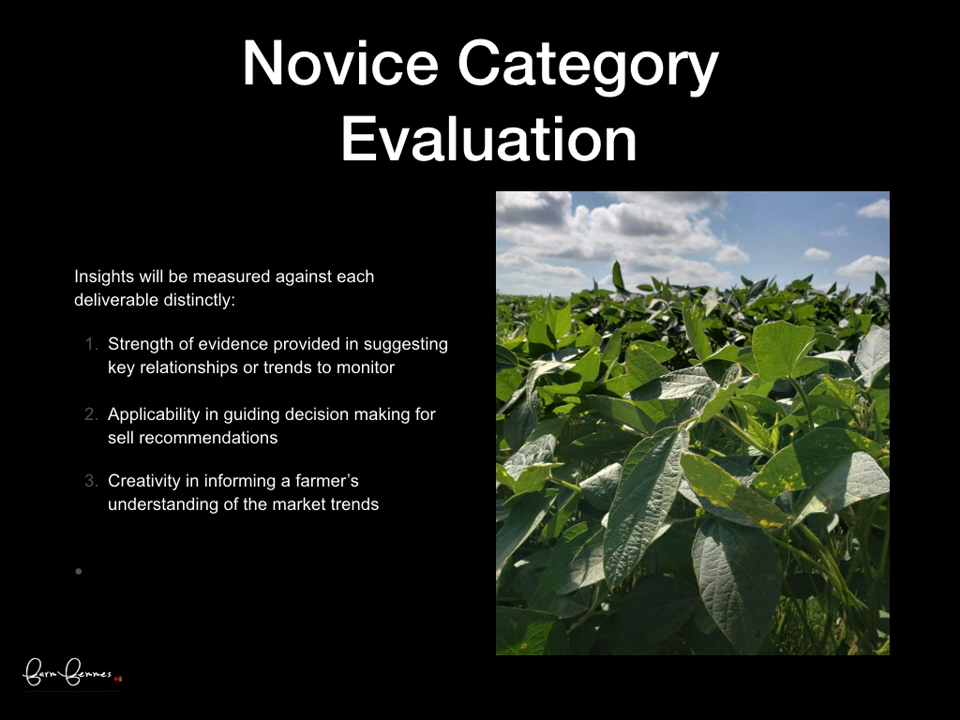 Novice Category
Evaluation
Insights will be measured against each
deliverable distinctly:
1. Strength of evidence provided in suggesting
key relationships or trends to monitor
2. Applicability in guiding decision making for
sell recommendations
3. Creativity in informing a farmer’s
understanding of the market trends
•
Farm Femmes